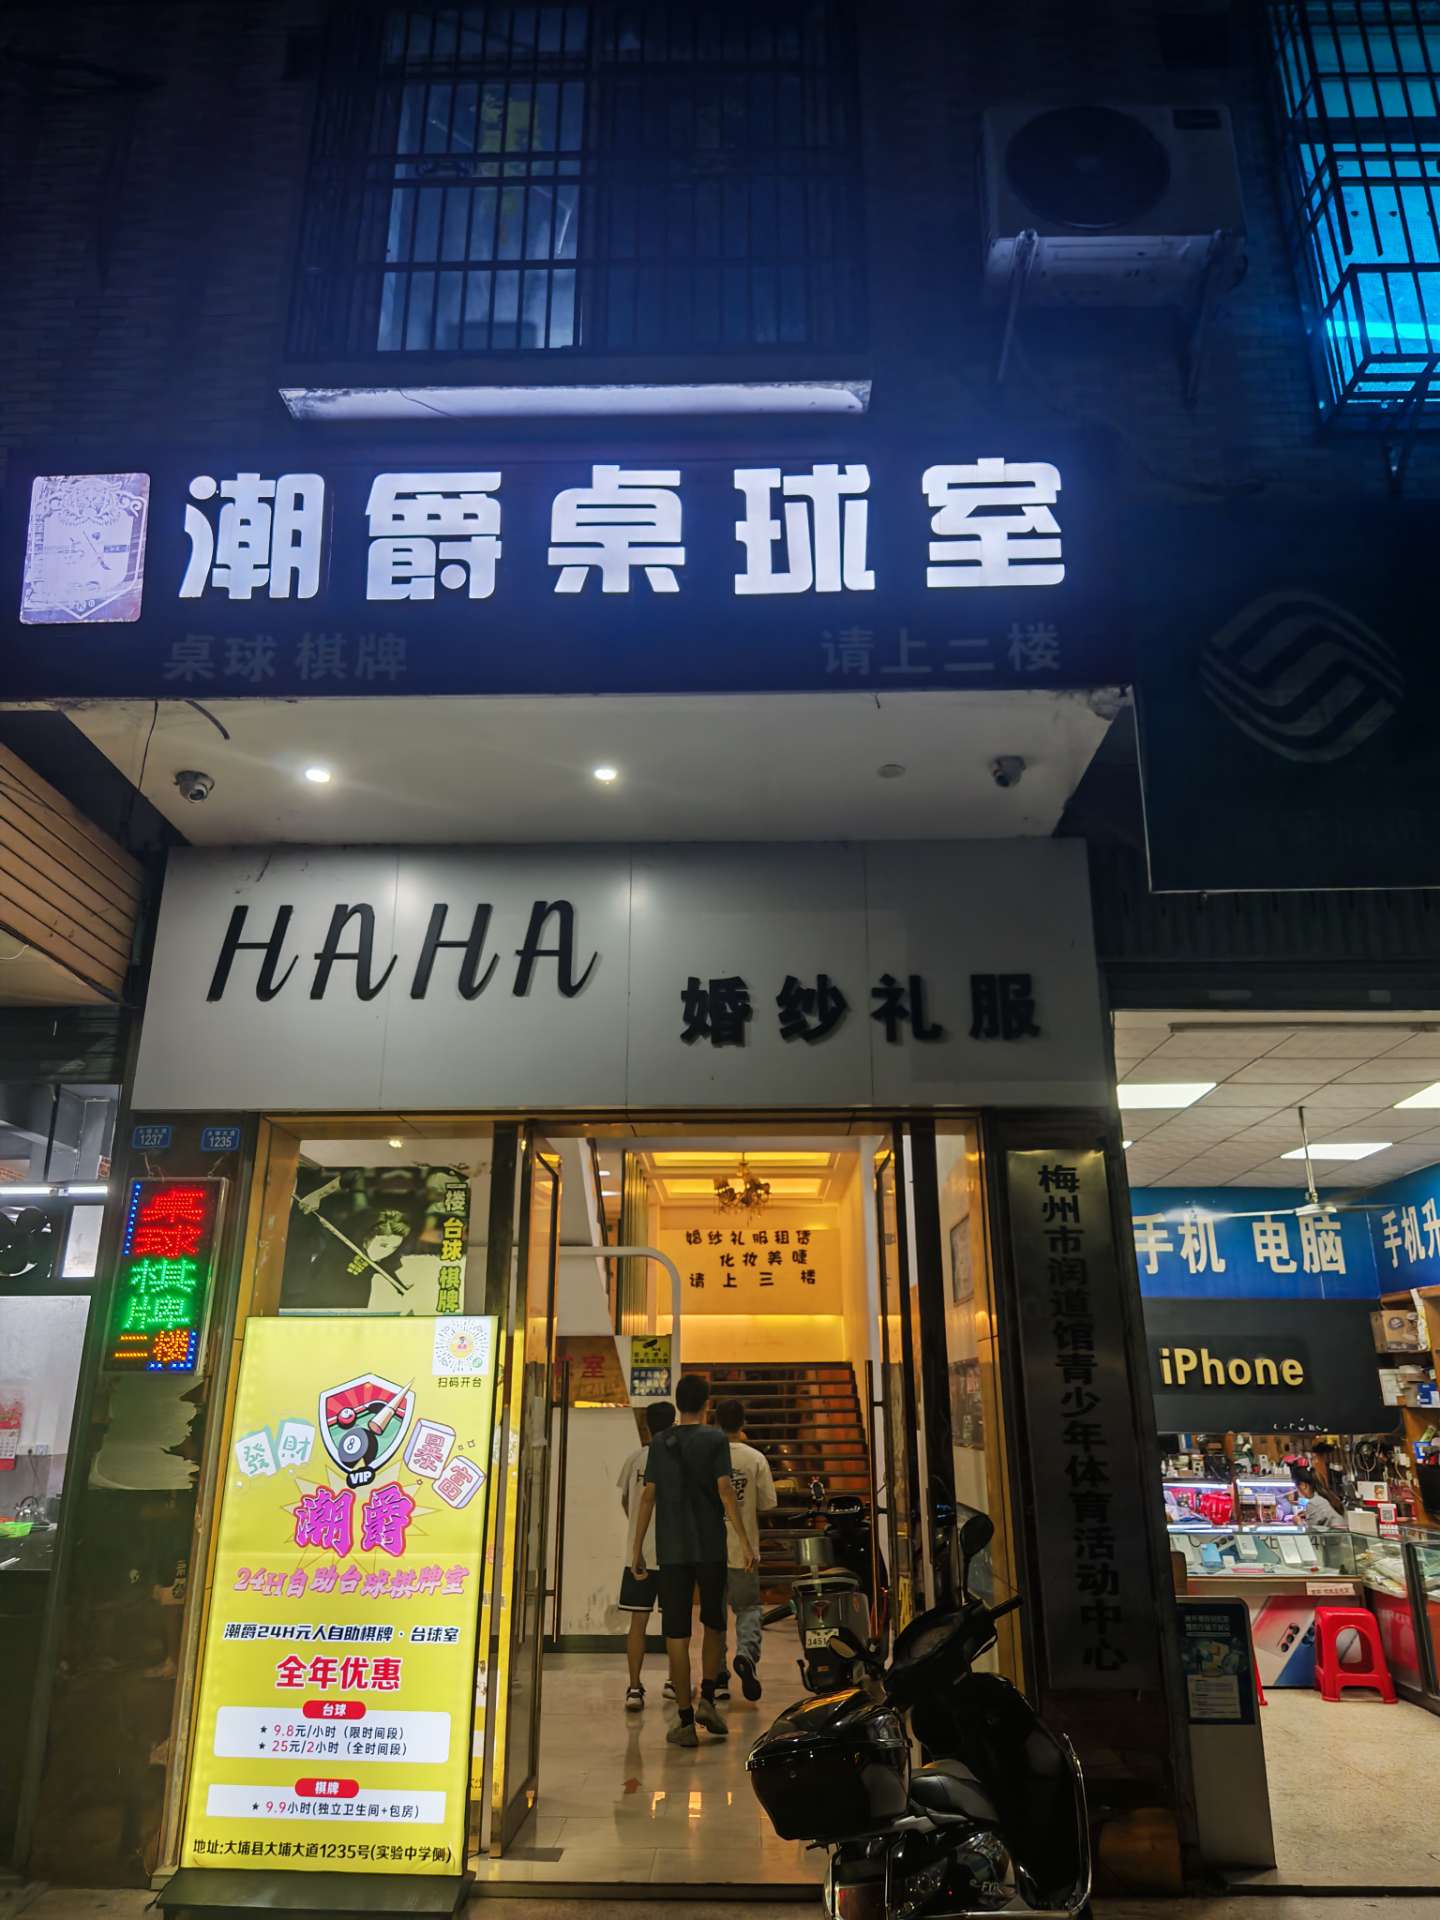 潮爵桌球室
桌球 棋牌
请上二楼
HAHA
婚纱礼服
1237
1235
桌球
棋牌
二楼
二楼台球棋牌
婚纱礼服租赁
化妆美睫
请上三楼
梅州市润道馆青少年体育活动中心
手机 电脑
手机
iPhone
扫码开台
發
財
暴
富
8
VIP
潮爵
24H自助台球棋牌室
潮爵24H无人自助棋牌·台球室
全年优惠
台球
★ 9.8元/小时（限时间段）
★ 25元/2小时（全时间段）
棋牌
★ 9.9小时(独立卫生间+包房)
地址:大埔县大埔大道1235号(实验中学侧)